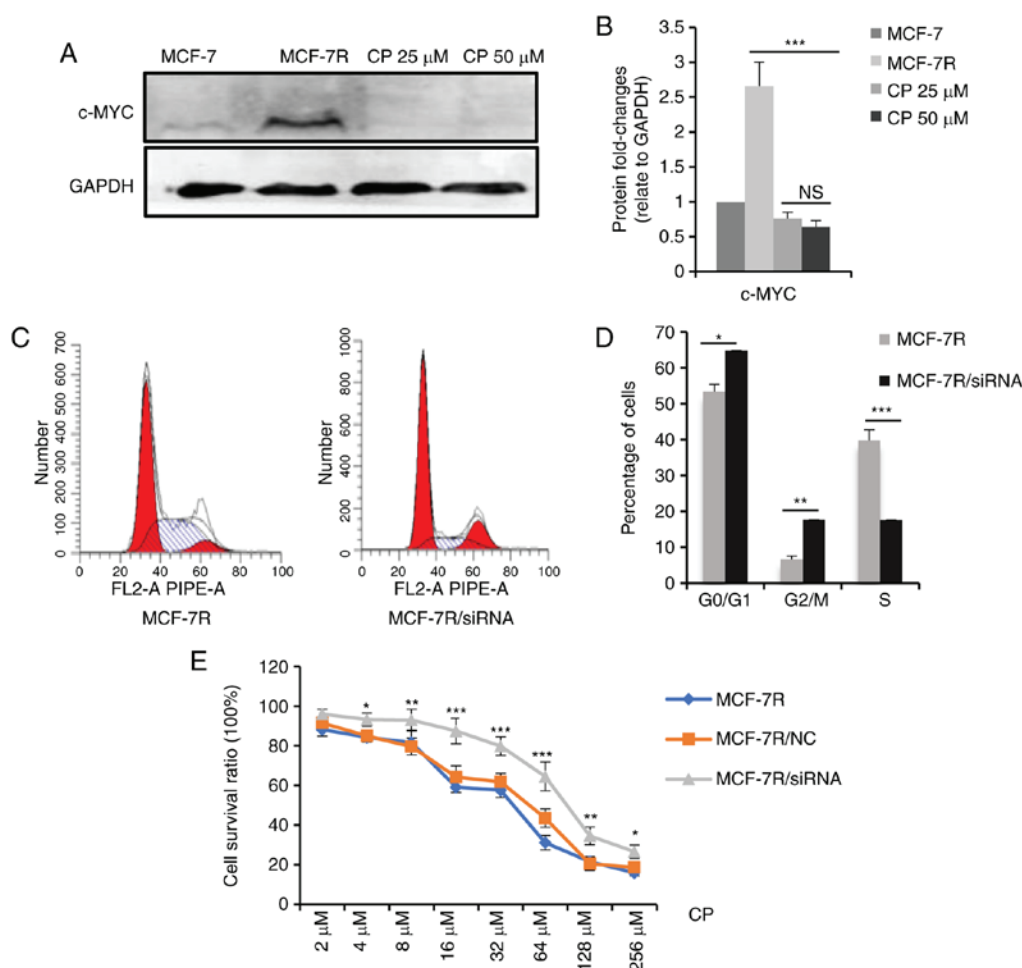 A
MCF-7 MCF-7R CP 25 μM CP 50 μM
c-MYC
GAPDH
B
Protein fold-changes
(relate to GAPDH)
3.5
3
2.5
2
1.5
1
0.5
0
***
NS
c-MYC
MCF-7
MCF-7R
CP 25 μM
CP 50 μM
C
Number
700
600
500
400
300
200
100
0
0 20 40 60 80 100
FL2-A PIPE-A
MCF-7R
Number
1000
800
600
400
200
0
0 20 40 60 80 100
FL2-A PIPE-A
MCF-7R/siRNA
D
Percentage of cells
70
60
50
40
30
20
10
0
*
**
***
G0/G1 G2/M S
MCF-7R
MCF-7R/siRNA
E
Cell survival ratio (100%)
120
100
80
60
40
20
0
* ** *** *** *** ** *
2 μM 4 μM 8 μM 16 μM 32 μM 64 μM 128 μM 256 μM
CP
MCF-7R
MCF-7R/NC
MCF-7R/siRNA